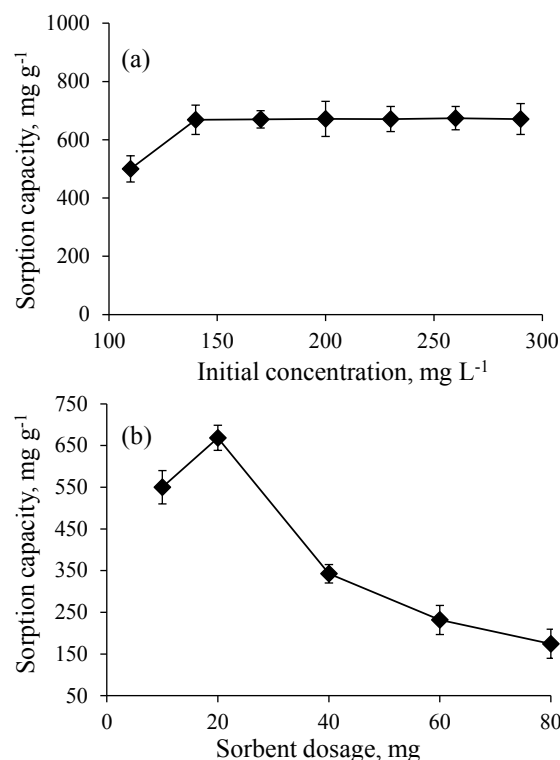 1000
(a)
800
600
400
200
0
100 150 200 250 300
Sorption capacity, mg g⁻¹
Initial concentration, mg L⁻¹
750
(b)
650
550
450
350
250
150
50
0 20 40 60 80
Sorption capacity, mg g⁻¹
Sorbent dosage, mg